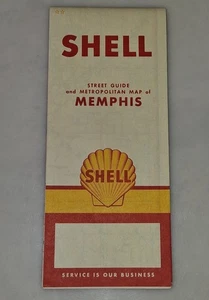 SHELL
STREET GUIDE
and METROPOLITAN MAP of
MEMPHIS
SHELL
SERVICE IS OUR BUSINESS